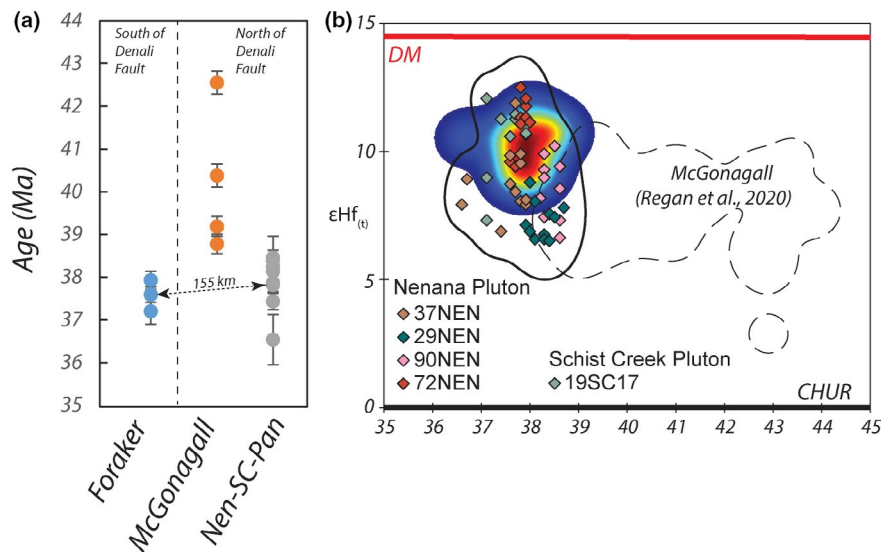 (a)
South of
Denali
Fault
North of
Denali
Fault
44
43
42
41
40
39
38
37
36
35
Age (Ma)
155 km
Foraker
McGonagall
Nen-SC-Pan
(b)
15
10
5
0
εHf(t)
DM
McGonagall
(Regan et al., 2020)
Nenana Pluton
37NEN
29NEN
90NEN
72NEN
Schist Creek Pluton
19SC17
CHUR
35 36 37 38 39 40 41 42 43 44 45